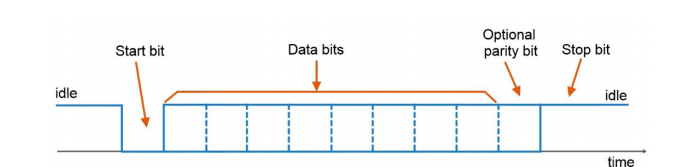 Start bit
Data bits
Optional
parity bit
Stop bit
idle
idle
time